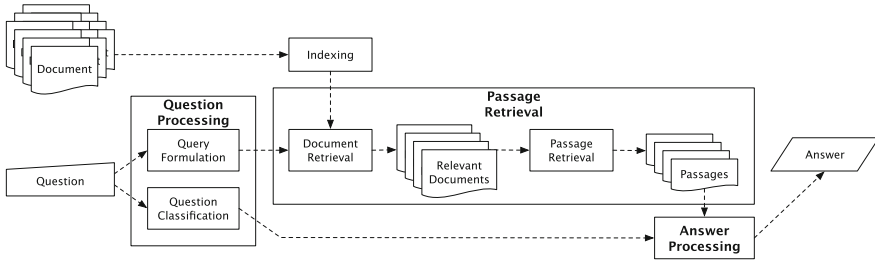 Document
Indexing
Question
Processing
Passage
Retrieval
Query
Formulation
Document
Retrieval
Relevant
Documents
Passage
Retrieval
Passages
Answer
Question
Question
Classification
Answer
Processing